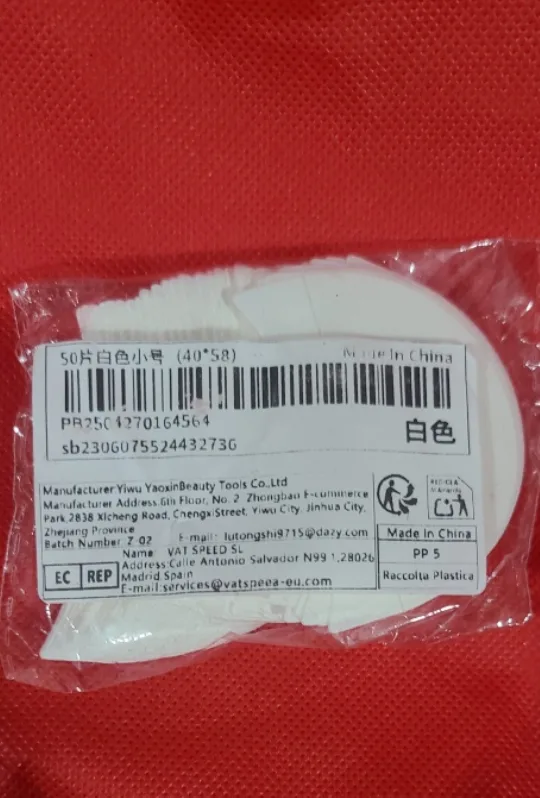 50片白色小号 (40*58)
Made In China
PB2504270164564
白色
sb2306075524432736
Manufacturer:Yiwu YaoxinBeauty Tools Co.,Ltd
Manufacturer Address:6th Floor, No. 2 Zhongbao E-commerce
Park,2838 Xicheng Road, ChengxiStreet, Yiwu City, Jinhua City,
Zhejiang Province
Batch Number Z-02 E-mail: lutongshi9715@dazy.com
EC REP
Name: VAT SPEED SL
Address:Calle Antonio Salvador N99 1,28026
Madrid Spain
E-mail:services@vatspeea-eu.com
Made In China
PP 5
Raccolta Plastica